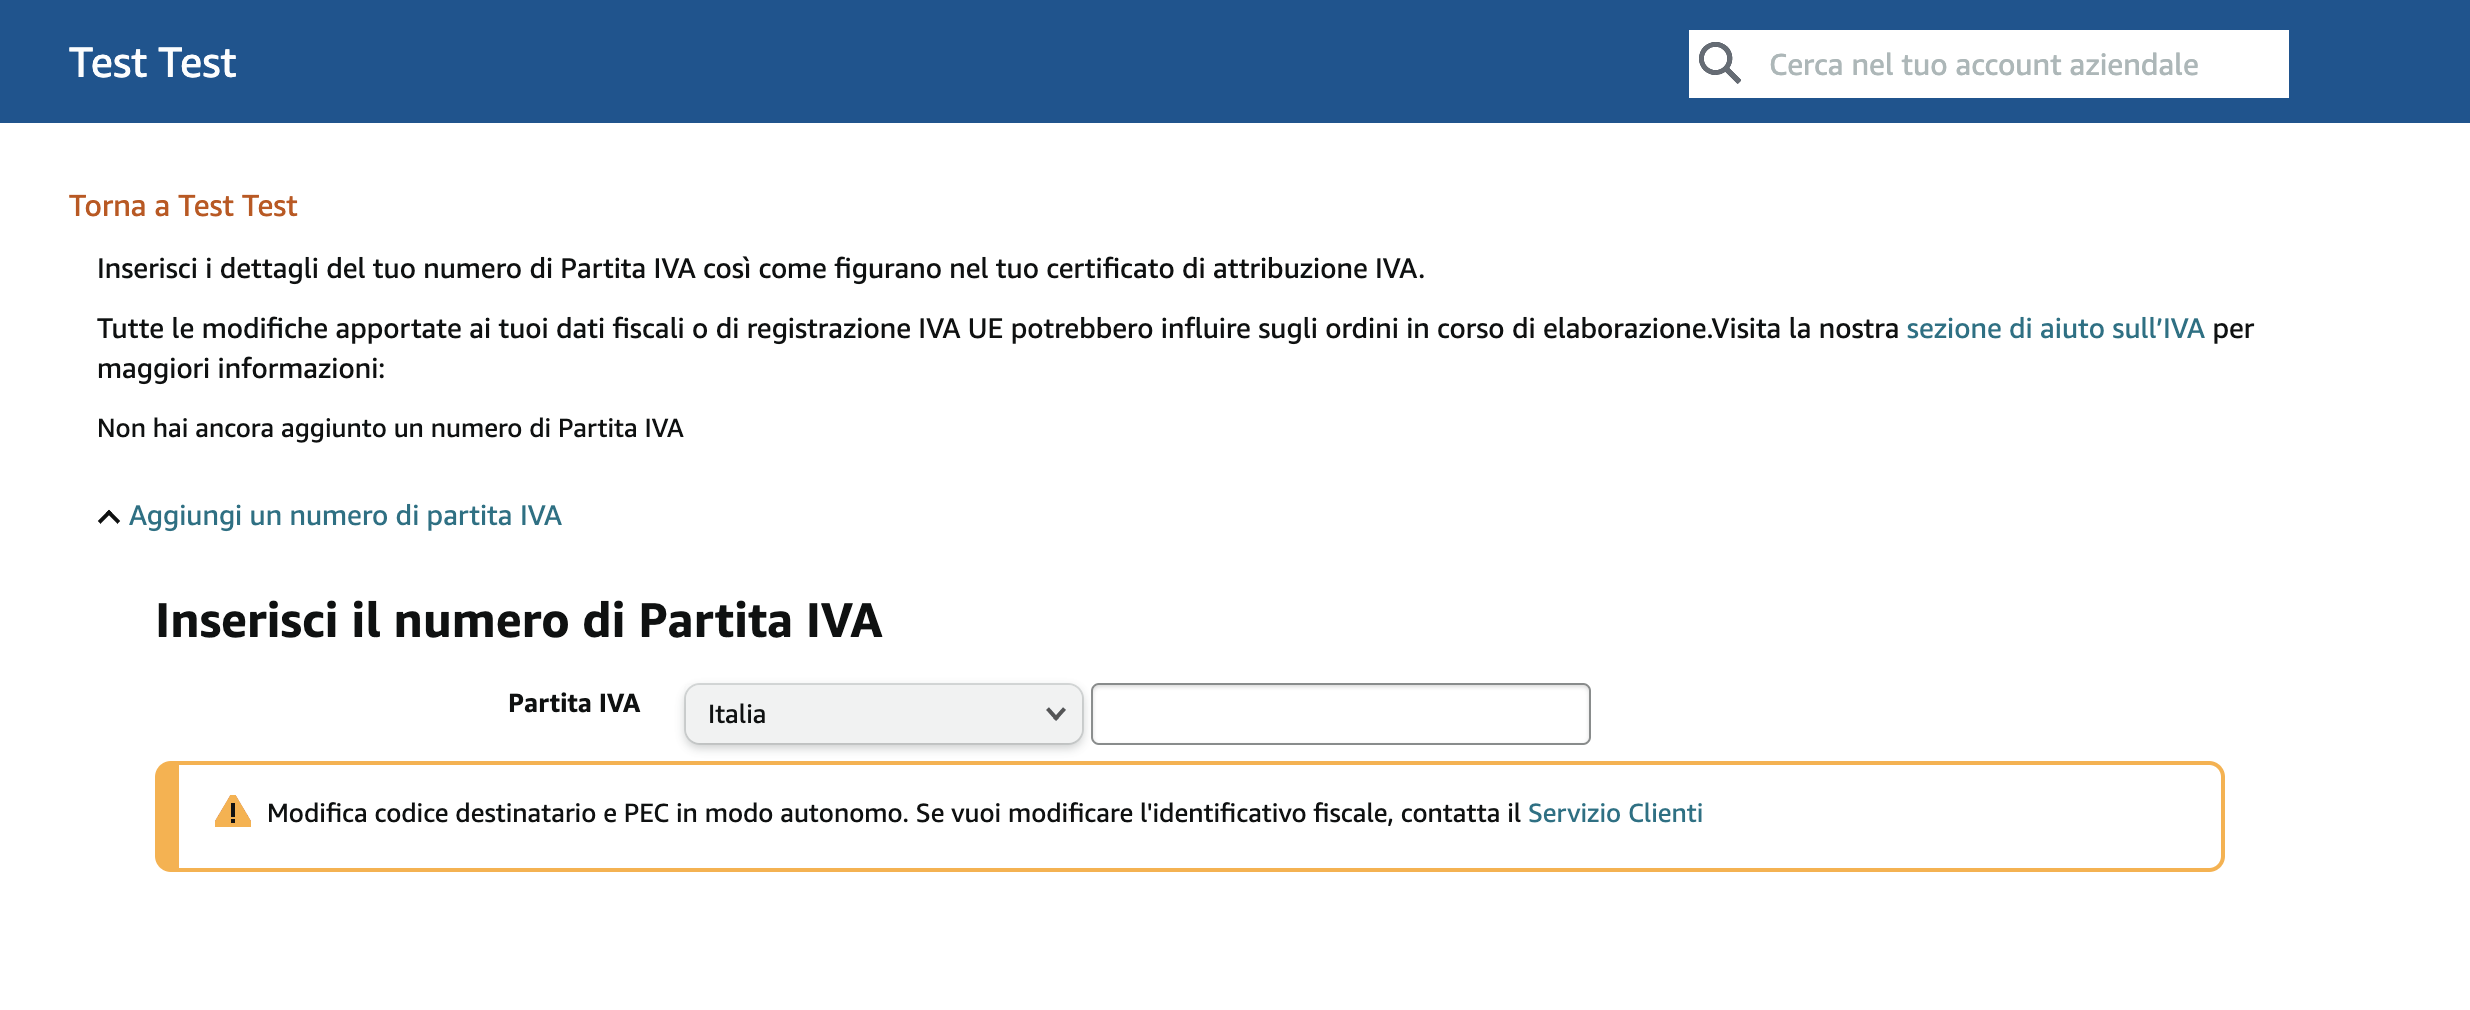 Test Test
Cerca nel tuo account aziendale
Torna a Test Test
Inserisci i dettagli del tuo numero di Partita IVA così come figurano nel tuo certificato di attribuzione IVA.
Tutte le modifiche apportate ai tuoi dati fiscali o di registrazione IVA UE potrebbero influire sugli ordini in corso di elaborazione.Visita la nostra sezione di aiuto sull’IVA per
maggiori informazioni:
Non hai ancora aggiunto un numero di Partita IVA
Aggiungi un numero di partita IVA
Inserisci il numero di Partita IVA
Partita IVA Italia
Modifica codice destinatario e PEC in modo autonomo. Se vuoi modificare l'identificativo fiscale, contatta il Servizio Clienti